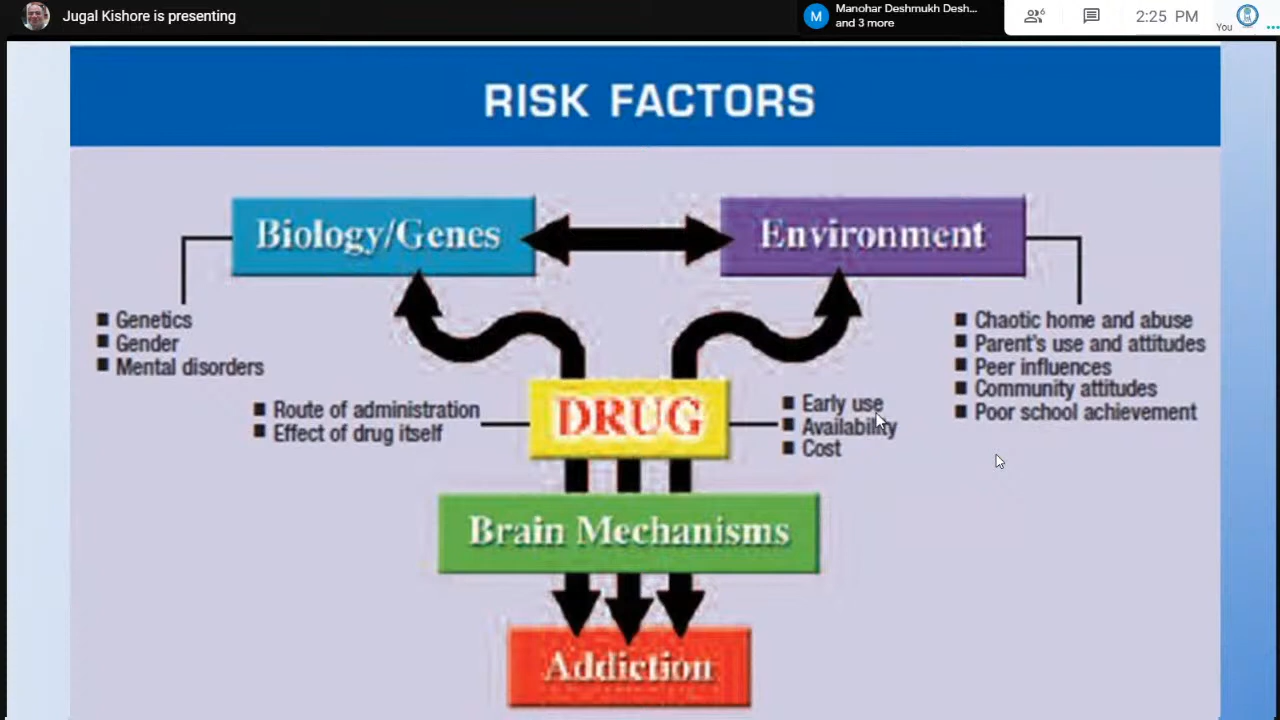 Jugal Kishore is presenting
M
Manohar Deshmukh Desh...
and 3 more
6
2:25 PM
You
RISK FACTORS
Biology/Genes
Environment
■ Genetics
■ Gender
■ Mental disorders
■ Chaotic home and abuse
■ Parent's use and attitudes
■ Peer influences
■ Community attitudes
■ Poor school achievement
■ Route of administration
■ Effect of drug itself
DRUG
■ Early use
■ Availability
■ Cost
Brain Mechanisms
Addiction